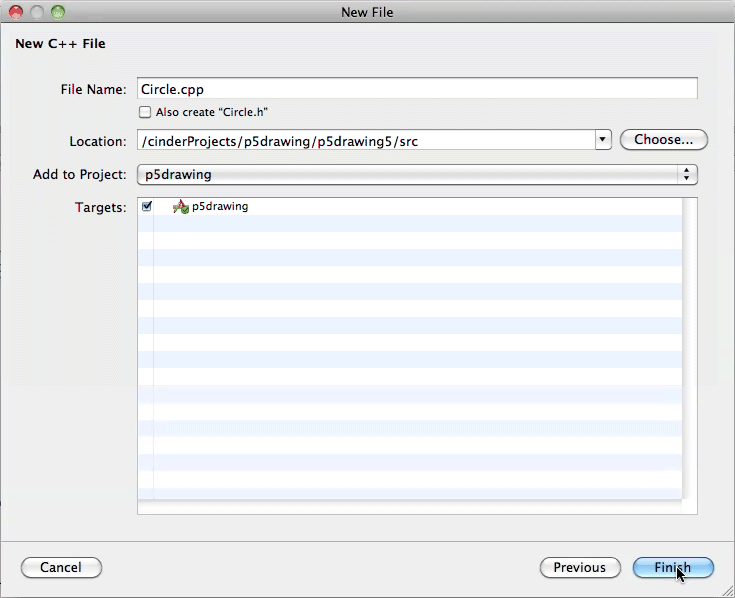 New File
New C++ File
File Name: Circle.cpp
Also create "Circle.h"
Location: /cinderProjects/p5drawing/p5drawing5/src Choose...
Add to Project: p5drawing
Targets: p5drawing
Cancel Previous Finish